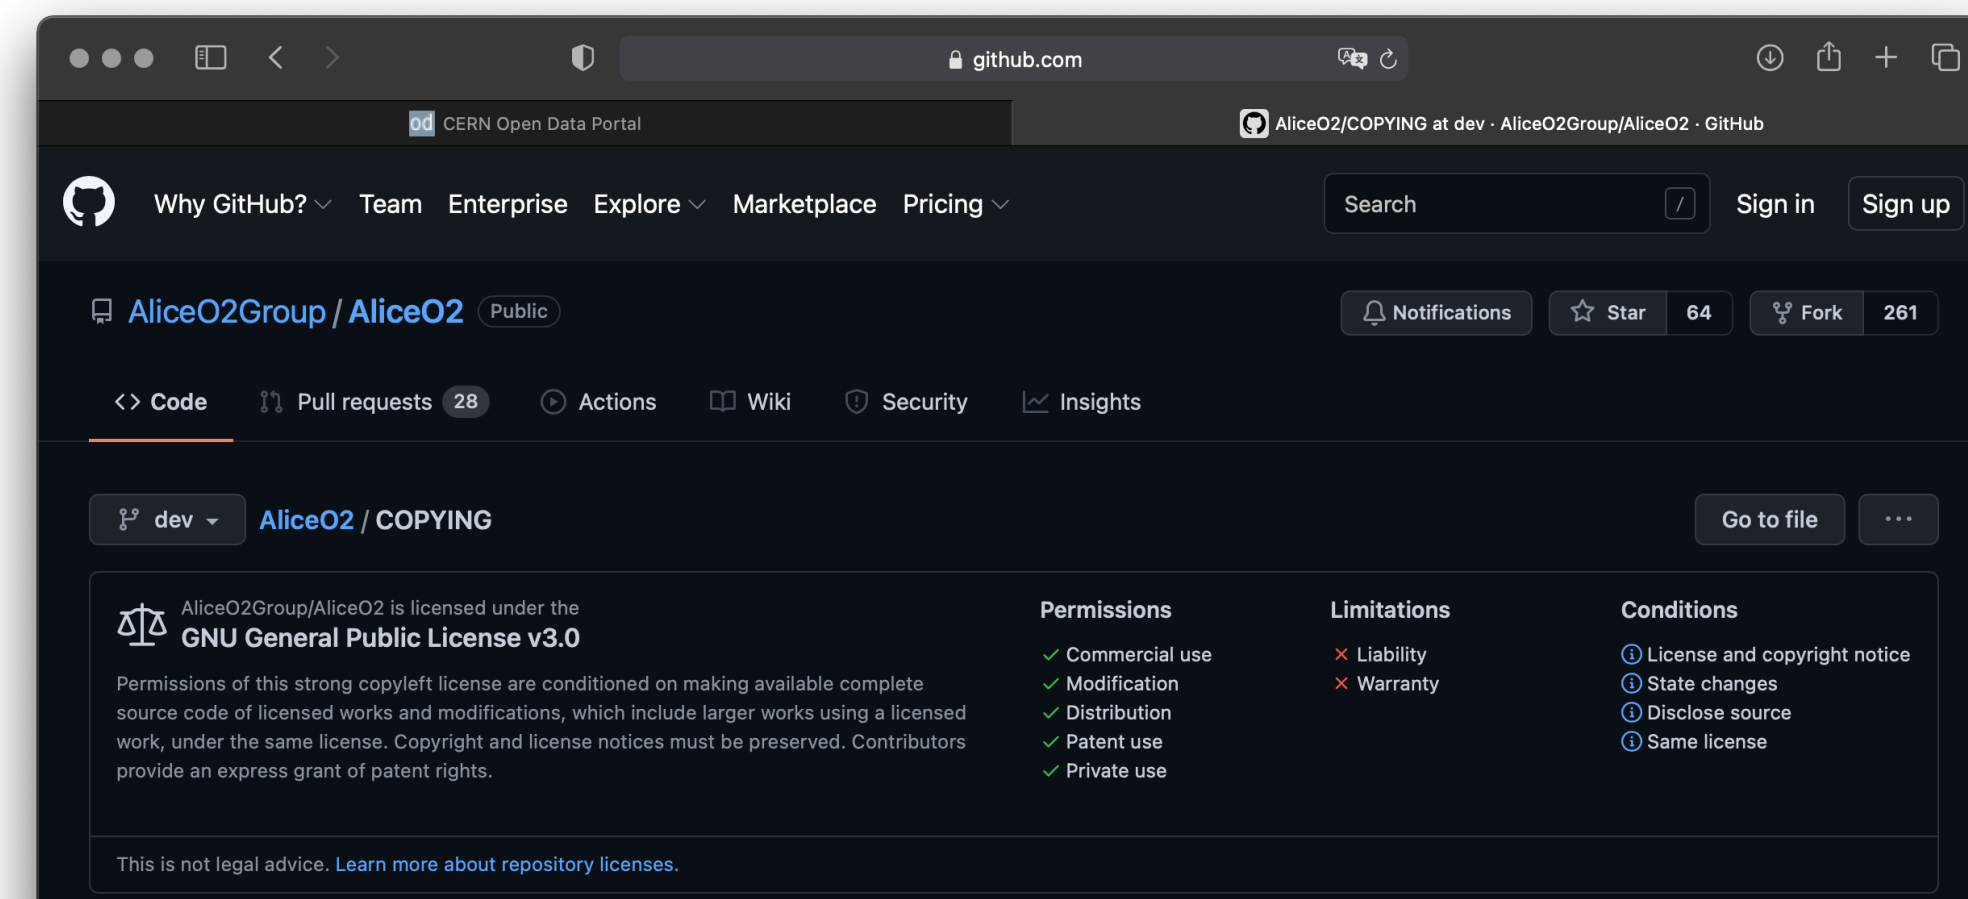 github.com
od CERN Open Data Portal
AliceO2/COPYING at dev · AliceO2Group/AliceO2 · GitHub
Why GitHub? Team Enterprise Explore Marketplace Pricing Search / Sign in Sign up
AliceO2Group / AliceO2 Public Notifications Star 64 Fork 261
Code Pull requests 28 Actions Wiki Security Insights
dev AliceO2 / COPYING Go to file ...
AliceO2Group/AliceO2 is licensed under the
GNU General Public License v3.0
Permissions of this strong copyleft license are conditioned on making available complete
source code of licensed works and modifications, which include larger works using a licensed
work, under the same license. Copyright and license notices must be preserved. Contributors
provide an express grant of patent rights.
Permissions
Commercial use
Modification
Distribution
Patent use
Private use
Limitations
Liability
Warranty
Conditions
License and copyright notice
State changes
Disclose source
Same license
This is not legal advice. Learn more about repository licenses.